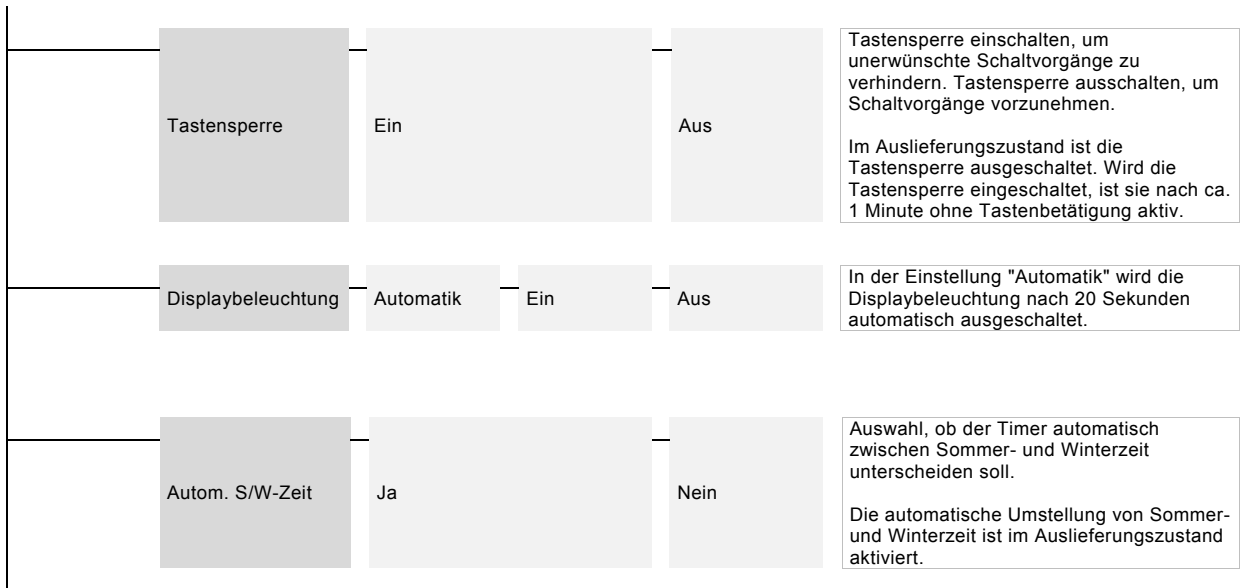 Tastensperre
Ein
Aus
Tastensperre einschalten, um
unerwünschte Schaltvorgänge zu
verhindern. Tastensperre ausschalten, um
Schaltvorgänge vorzunehmen.
Im Auslieferungszustand ist die
Tastensperre ausgeschaltet. Wird die
Tastensperre eingeschaltet, ist sie nach ca.
1 Minute ohne Tastenbetätigung aktiv.
Displaybeleuchtung
Automatik
Ein
Aus
In der Einstellung "Automatik" wird die
Displaybeleuchtung nach 20 Sekunden
automatisch ausgeschaltet.
Autom. S/W-Zeit
Ja
Nein
Auswahl, ob der Timer automatisch
zwischen Sommer- und Winterzeit
unterscheiden soll.
Die automatische Umstellung von Sommer-
und Winterzeit ist im Auslieferungszustand
aktiviert.